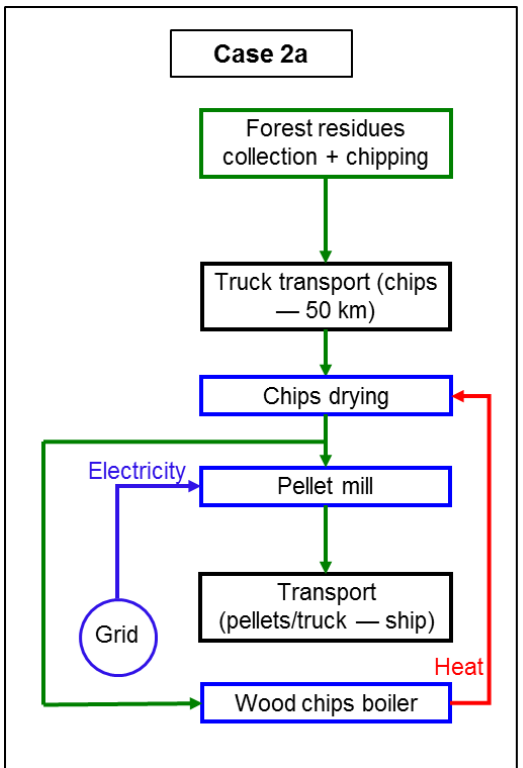 Case 2a
Forest residues
collection + chipping
Truck transport (chips
— 50 km)
Chips drying
Electricity
Pellet mill
Transport
(pellets/truck — ship)
Grid
Heat
Wood chips boiler